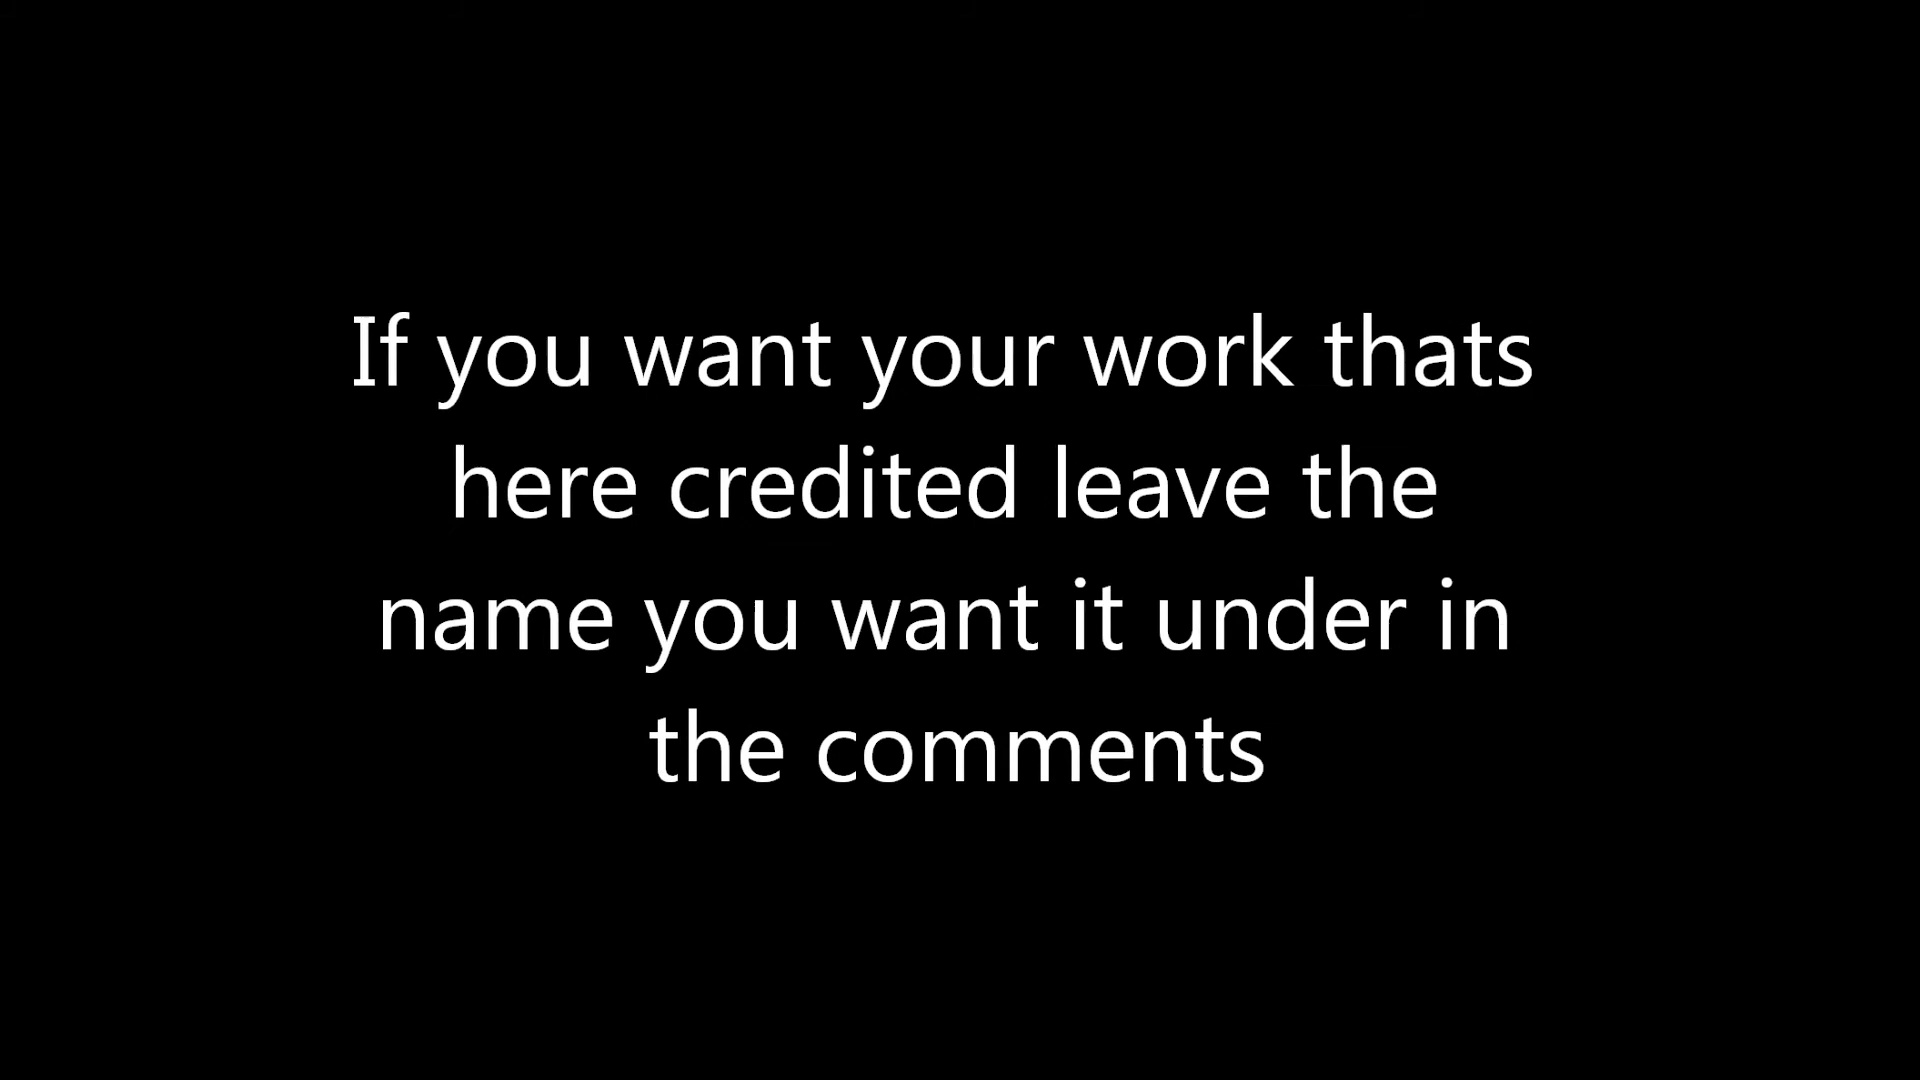 If you want your work thats
here credited leave the
name you want it under in
the comments